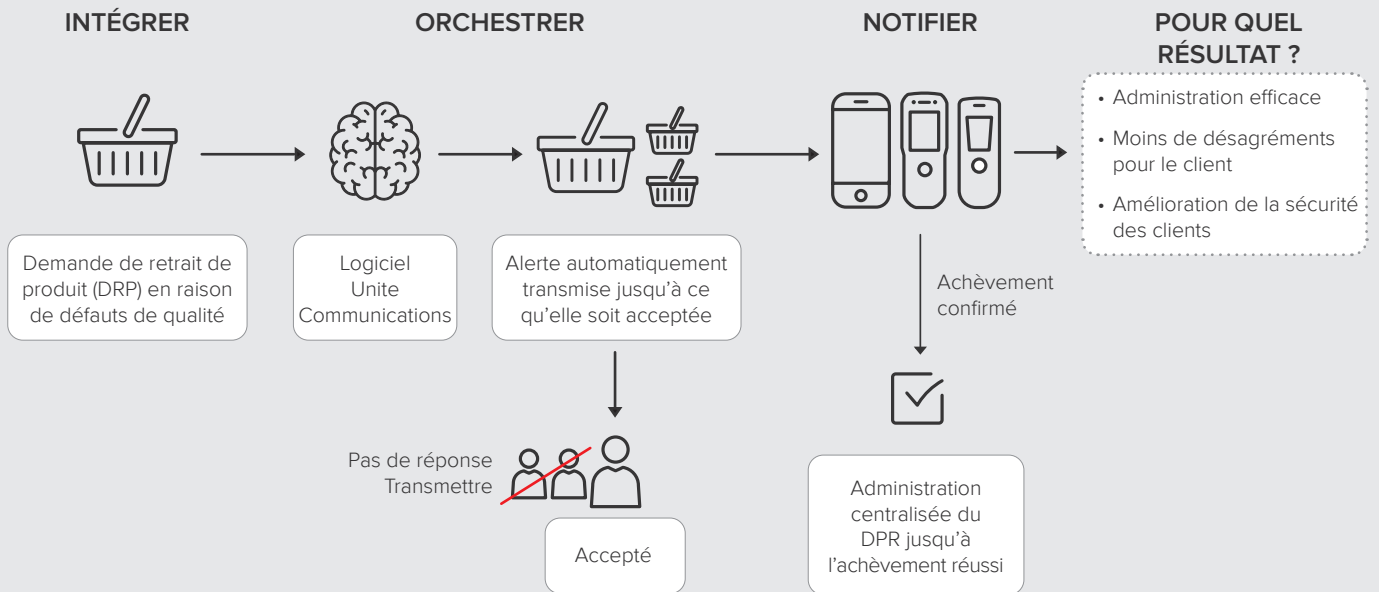 INTÉGRER
ORCHESTRER
NOTIFIER
POUR QUEL
RÉSULTAT ?
Demande de retrait de
produit (DRP) en raison
de défauts de qualité
Logiciel
Unite
Communications
Alerte automatiquement
transmise jusqu'à ce
qu'elle soit acceptée
Pas de réponse
Transmettre
Accepté
Achèvement
confirmé
Administration
centralisée du
DPR jusqu'à
l'achèvement réussi
• Administration efficace
• Moins de désagréments
pour le client
• Amélioration de la sécurité
des clients